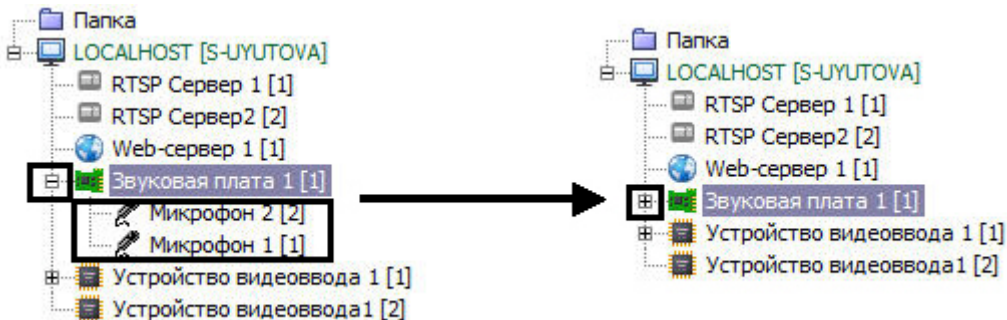 Папка
LOCALHOST [S-UYUTOVA]
RTSP Сервер 1 [1]
RTSP Сервер2 [2]
Web-сервер 1 [1]
Звуковая плата 1 [1]
Микрофон 2 [2]
Микрофон 1 [1]
Устройство видеоввода 1 [1]
Устройство видеоввода1 [2]
Папка
LOCALHOST [S-UYUTOVA]
RTSP Сервер 1 [1]
RTSP Сервер2 [2]
Web-сервер 1 [1]
Звуковая плата 1 [1]
Устройство видеоввода 1 [1]
Устройство видеоввода1 [2]